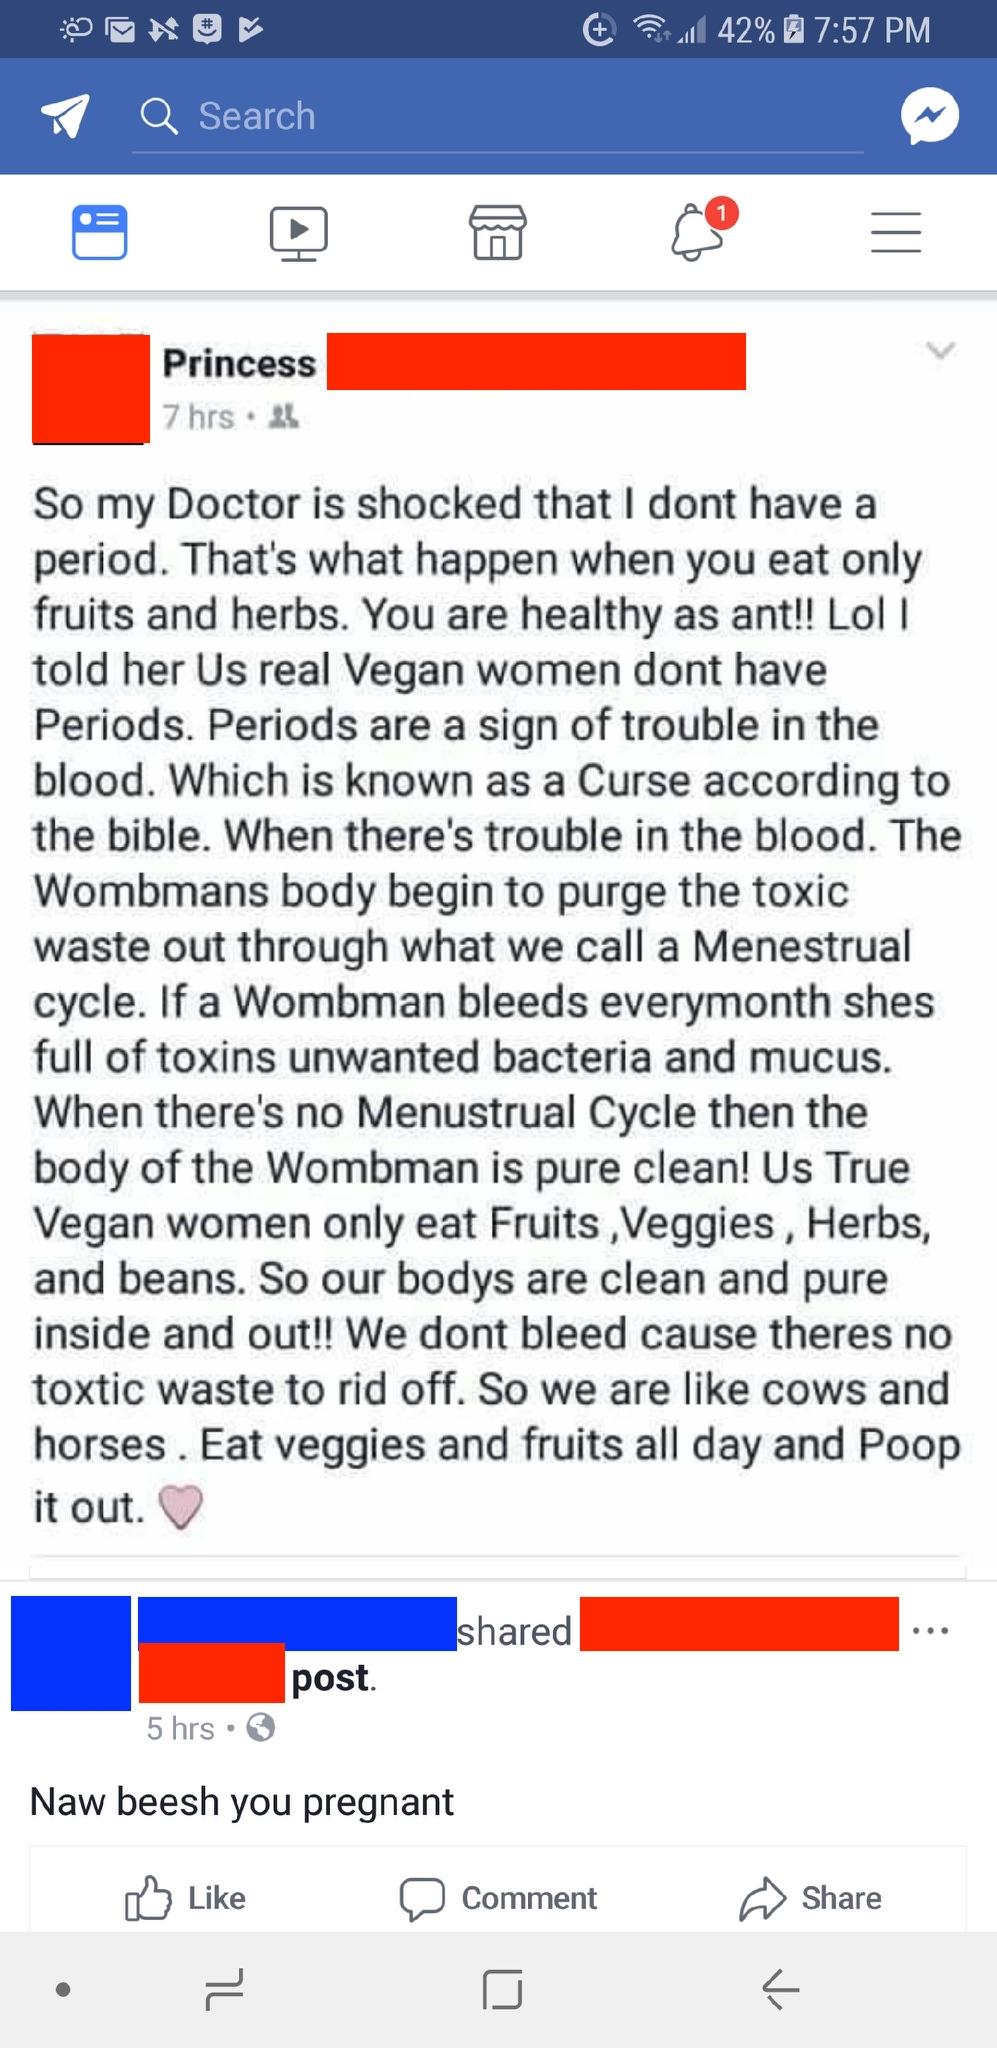 42% 7:57 PM
Search
1
Princess
7 hrs •
So my Doctor is shocked that I dont have a
period. That's what happen when you eat only
fruits and herbs. You are healthy as ant!! Lol I
told her Us real Vegan women dont have
Periods. Periods are a sign of trouble in the
blood. Which is known as a Curse according to
the bible. When there's trouble in the blood. The
Wombmans body begin to purge the toxic
waste out through what we call a Menestrual
cycle. If a Wombman bleeds everymonth shes
full of toxins unwanted bacteria and mucus.
When there's no Menustrual Cycle then the
body of the Wombman is pure clean! Us True
Vegan women only eat Fruits ,Veggies , Herbs,
and beans. So our bodys are clean and pure
inside and out!! We dont bleed cause theres no
toxtic waste to rid off. So we are like cows and
horses . Eat veggies and fruits all day and Poop
it out.
shared
post.
5 hrs •
Naw beesh you pregnant
Like Comment Share